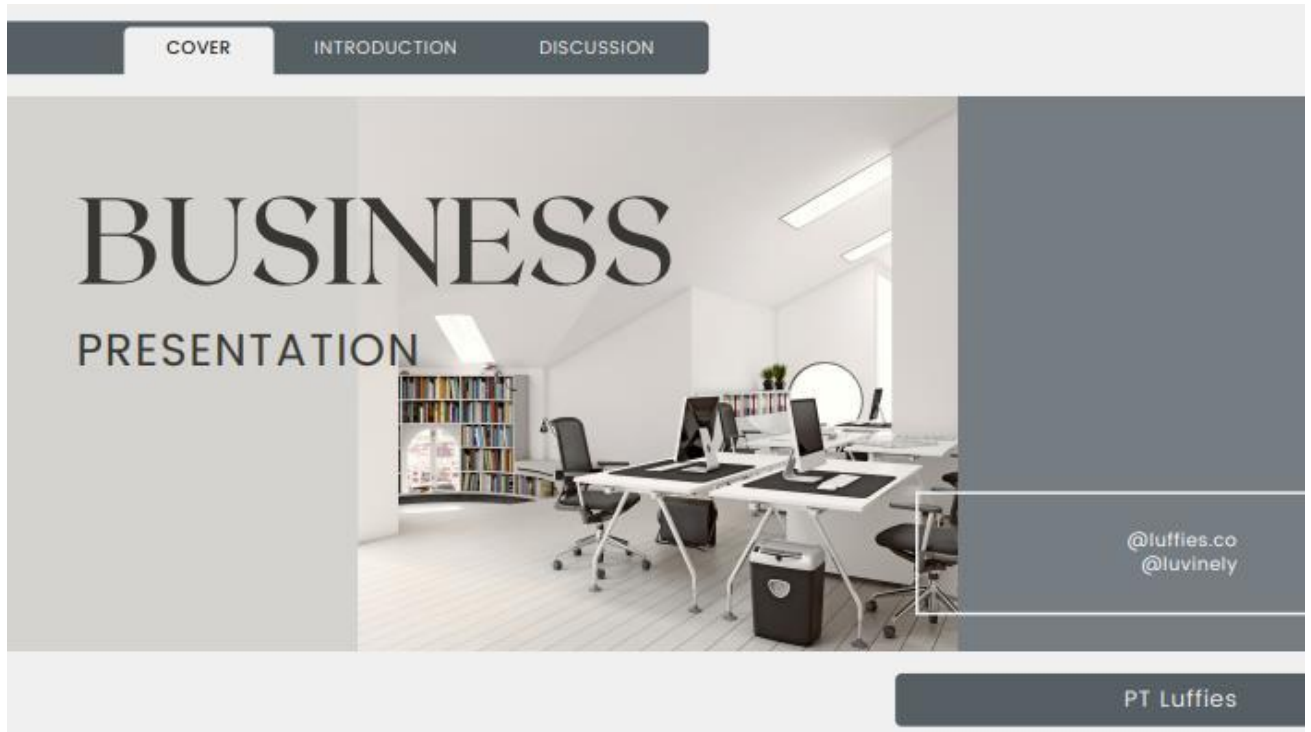 COVER INTRODUCTION DISCUSSION
BUSINESS
PRESENTATION
@luffies.co
@luvinely
PT Luffies